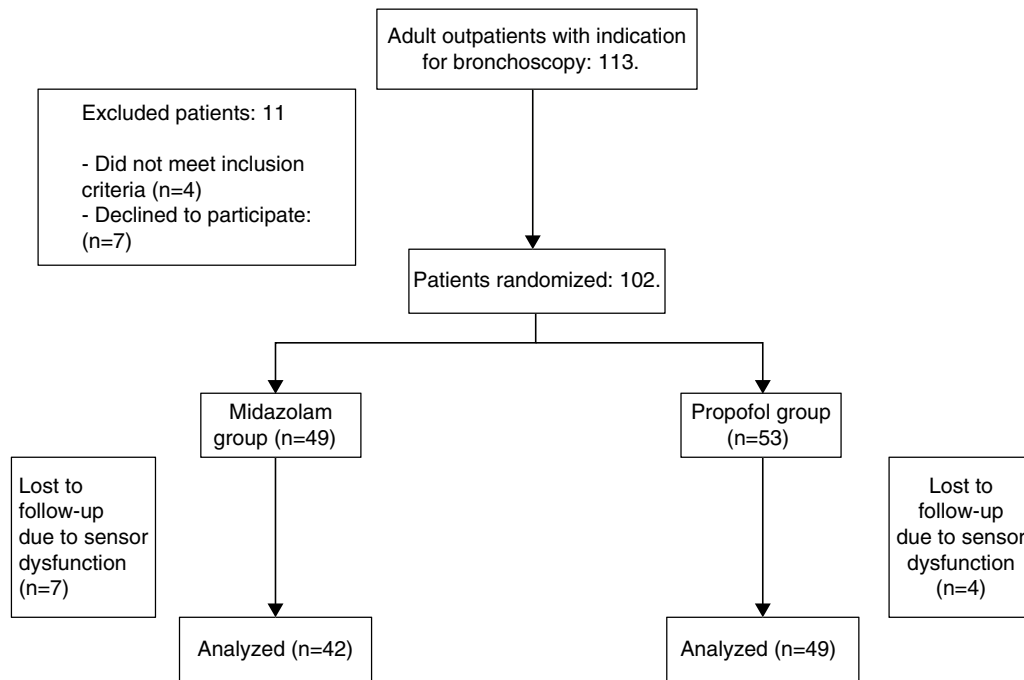 Adult outpatients with indication
for bronchoscopy: 113.
Excluded patients: 11
- Did not meet inclusion
criteria (n=4)
- Declined to participate:
(n=7)
Patients randomized: 102.
Midazolam
group (n=49)
Propofol group
(n=53)
Lost to
follow-up
due to sensor
dysfunction
(n=7)
Lost to
follow-up
due to sensor
dysfunction
(n=4)
Analyzed (n=42)
Analyzed (n=49)